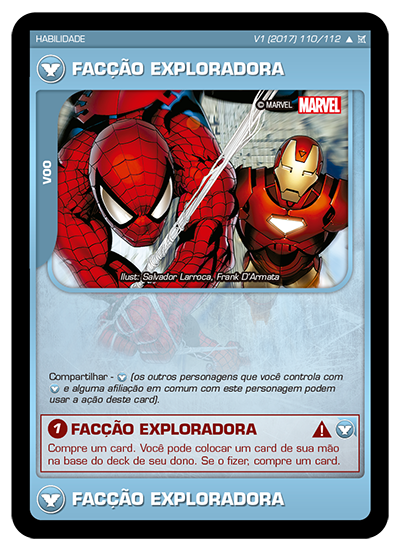 HABILIDADE V1 (2017) 110/112 ▲
FACÇÃO EXPLORADORA
© MARVEL MARVEL
VOO
Ilust: Salvador Larroca, Frank D'Armata
Compartilhar - (os outros personagens que você controla com
e alguma afiliação em comum com este personagem podem
usar a ação deste card).
1 FACÇÃO EXPLORADORA
Compre um card. Você pode colocar um card de sua mão
na base do deck de seu dono. Se o fizer, compre um card.
FACÇÃO EXPLORADORA